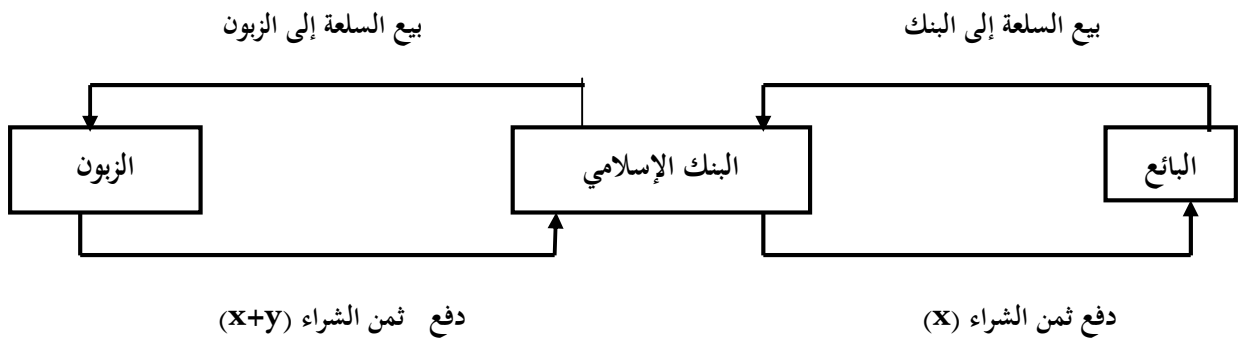 بيع السلعة إلى البنك
بيع السلعة إلى الزبون
البائع
البنك الإسلامي
الزبون
دفع ثمن الشراء (x)
دفع ثمن الشراء (x+y)